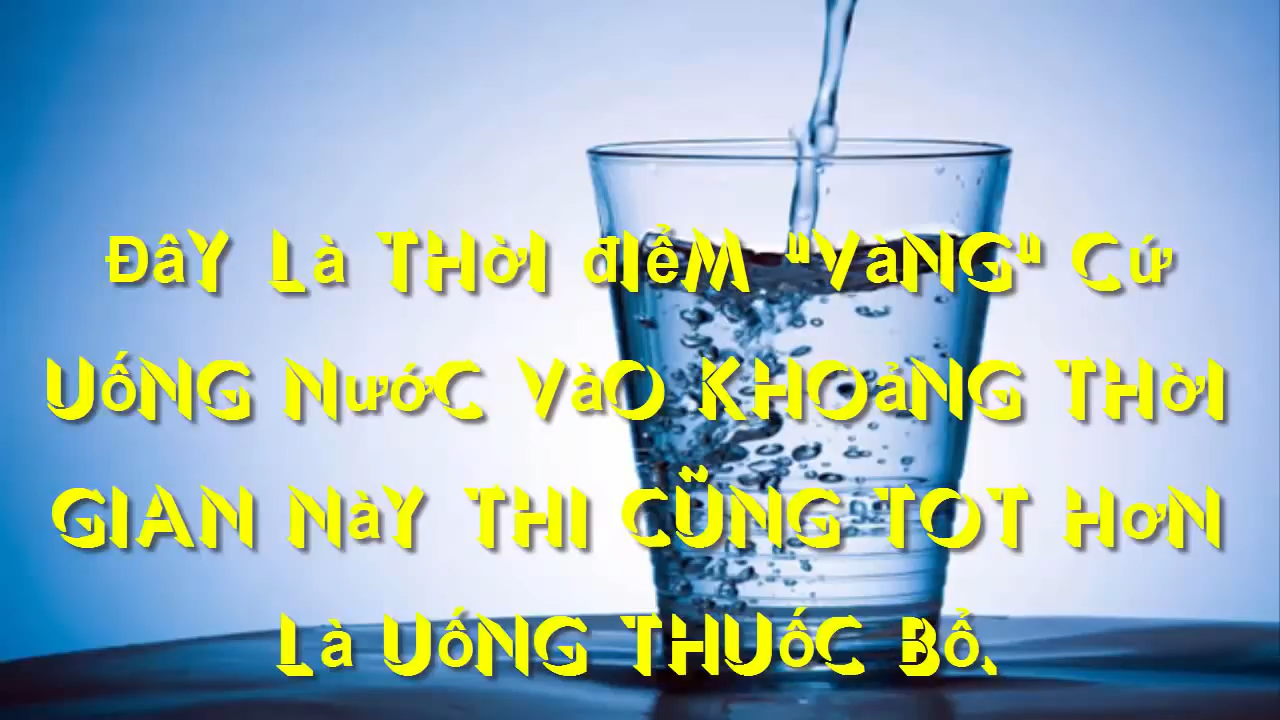 Đây là thời điểm "vàng" cứ
uống nước vào khoảng thời
gian này thi cũng tot hơn
là uống thuốc bổ.